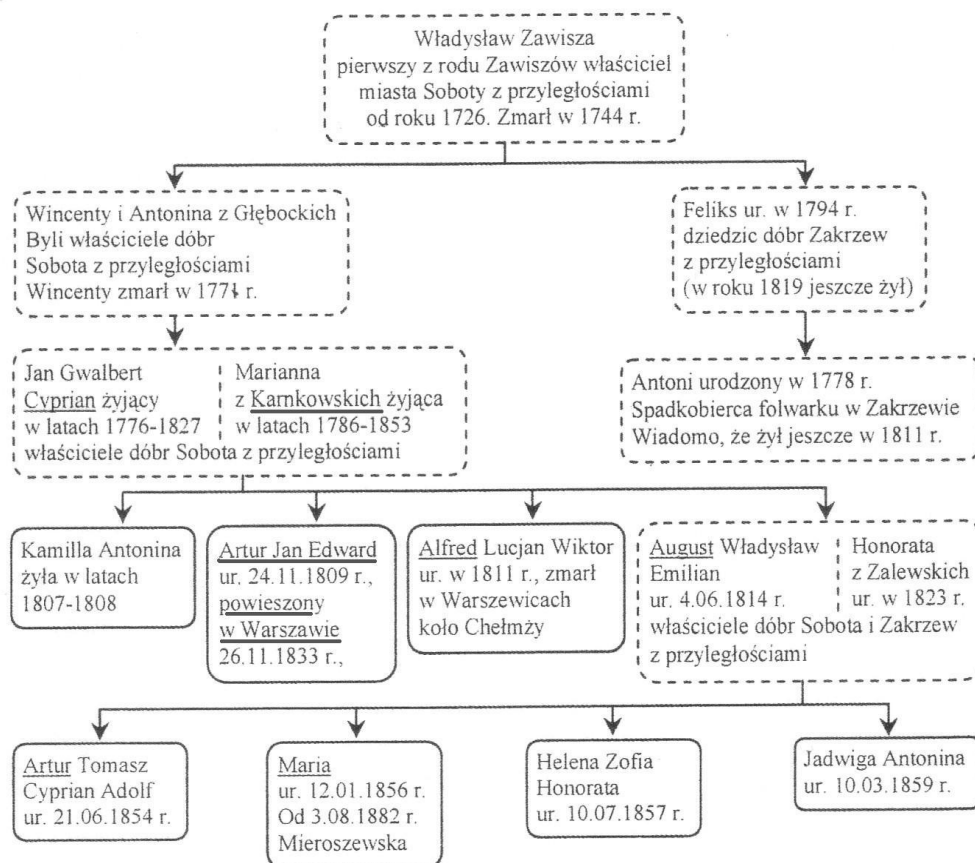 Władysław Zawisza
pierwszy z rodu Zawiszów właściciel
miasta Soboty z przyległościami
od roku 1726. Zmarł w 1744 r.
Wincenty i Antonina z Głębockich
Byli właściciele dóbr
Sobota z przyległościami
Wincenty zmarł w 1771 r.
Feliks ur. w 1794 r.
dziedzic dóbr Zakrzew
z przyległościami
(w roku 1819 jeszcze żył)
Jan Gwalbert
Cyprian żyjący
w latach 1776-1827
Marianna
z Karnkowskich żyjąca
w latach 1786-1853
właściciele dóbr Sobota z przyległościami
Antoni urodzony w 1778 r.
Spadkobierca folwarku w Zakrzewie
Wiadomo, że żył jeszcze w 1811 r.
Kamilla Antonina
żyła w latach
1807-1808
Artur Jan Edward
ur. 24.11.1809 r.,
powieszony
w Warszawie
26.11.1833 r.,
Alfred Lucjan Wiktor
ur. w 1811 r., zmarł
w Warszewicach
koło Chełmży
August Władysław
Emilian
ur. 4.06.1814 r.
Honorata
z Zalewskich
ur. w 1823 r.
właściciele dóbr Sobota i Zakrzew
z przyległościami
Artur Tomasz
Cyprian Adolf
ur. 21.06.1854 r.
Maria
ur. 12.01.1856 r.
Od 3.08.1882 r.
Mieroszewska
Helena Zofia
Honorata
ur. 10.07.1857 r.
Jadwiga Antonina
ur. 10.03.1859 r.